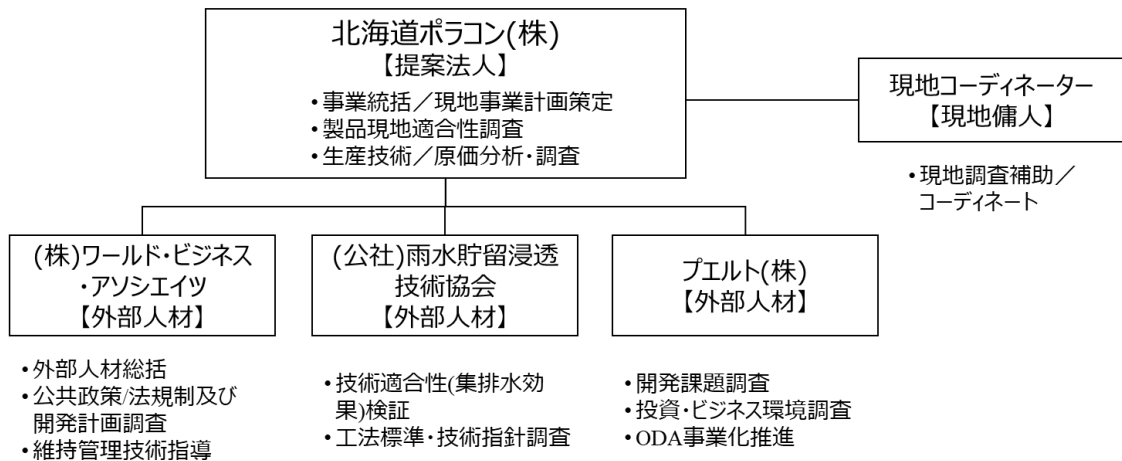 北海道ポラコン(株)
【提案法人】
•事業統括／現地事業計画策定
•製品現地適合性調査
•生産技術／原価分析･調査
現地コーディネーター
【現地傭人】
•現地調査補助／
コーディネート
(株)ワールド･ビジネス
･アソシエイツ
【外部人材】
(公社)雨水貯留浸透
技術協会
【外部人材】
プエルト(株)
【外部人材】
•外部人材総括
•公共政策/法規制及び
開発計画調査
•維持管理技術指導
•技術適合性(集排水効
果)検証
•工法標準･技術指針調査
•開発課題調査
•投資･ビジネス環境調査
•ODA事業化推進